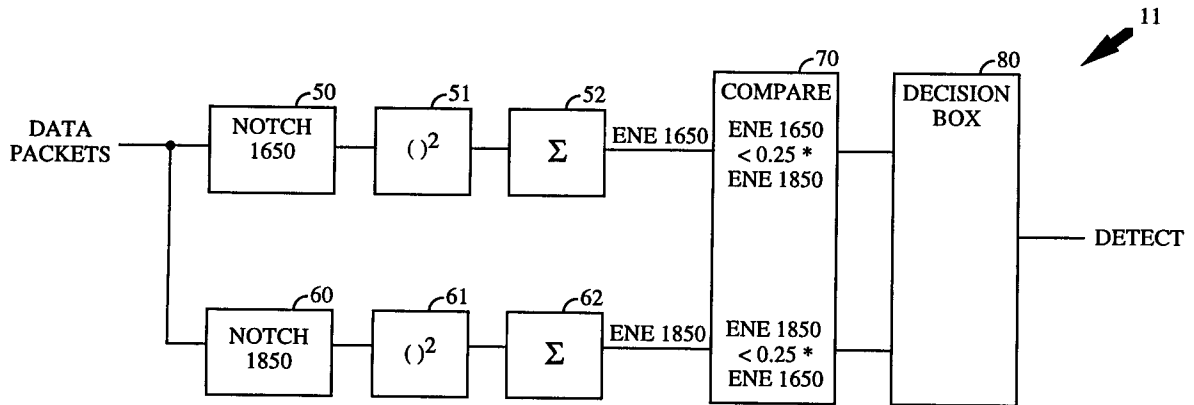 11
DATA
PACKETS
50
NOTCH
1650
51
( )²
52
Σ
ENE 1650
70
COMPARE
ENE 1650
< 0.25 *
ENE 1850
80
DECISION
BOX
DETECT
60
NOTCH
1850
61
( )²
62
Σ
ENE 1850
ENE 1850
< 0.25 *
ENE 1650